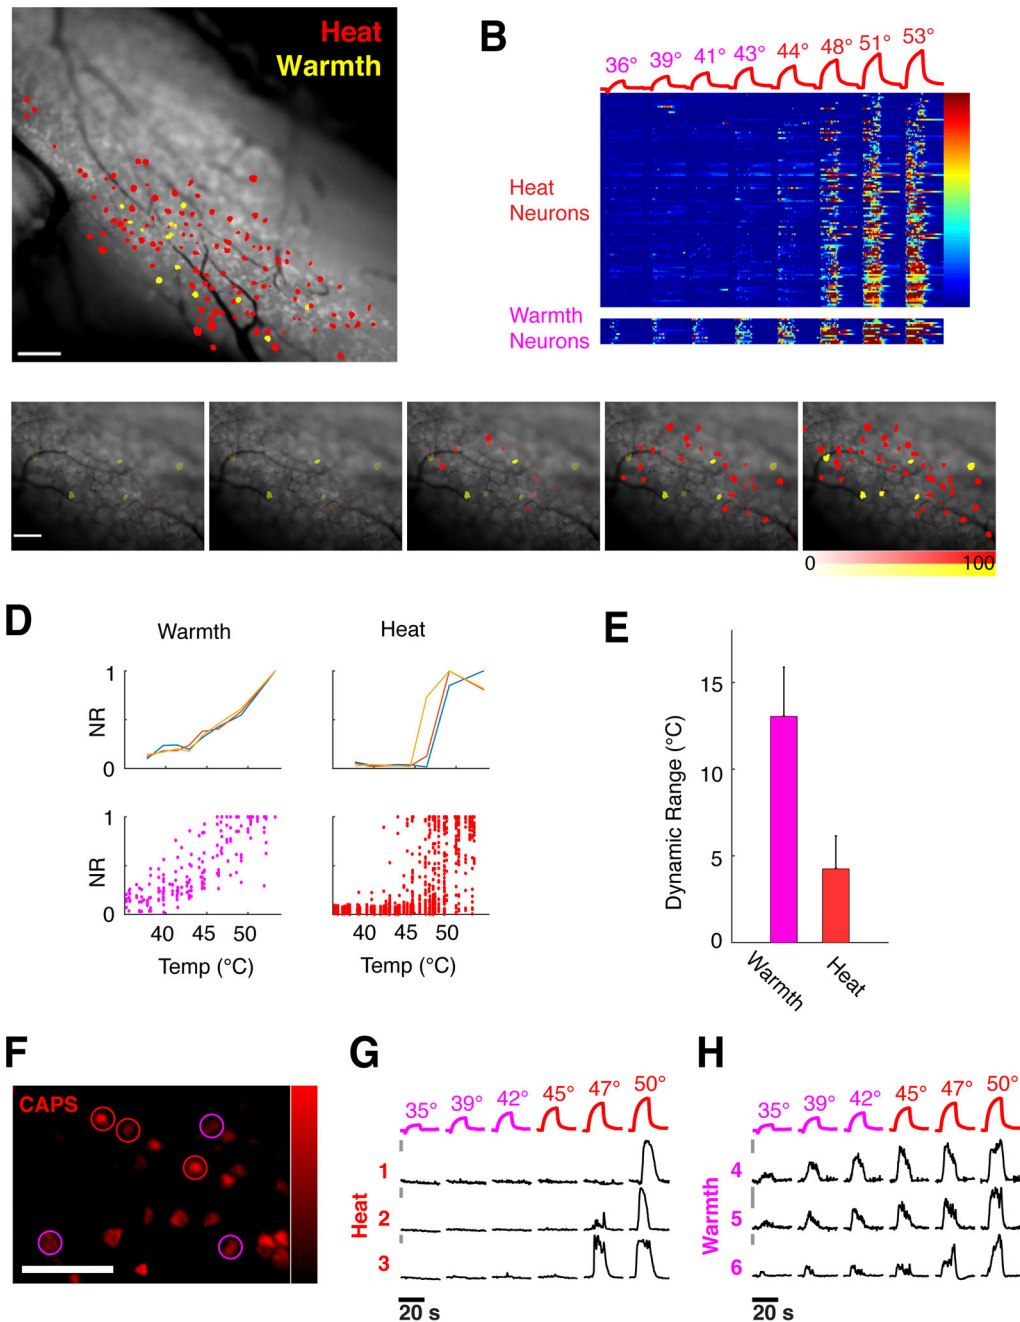 Heat
Warmth
B
36° 39° 41° 43° 44° 48° 51° 53°
Heat
Neurons
Warmth
Neurons
0 100
D
Warmth Heat
1
NR
0
1
NR
0
40 45 50 40 45 50
Temp (°C) Temp (°C)
E
15
10
5
0
Dynamic Range (°C)
Warmth Heat
F
CAPS
G
35° 39° 42° 45° 47° 50°
Heat
1
2
3
20 s
H
35° 39° 42° 45° 47° 50°
Warmth
4
5
6
20 s